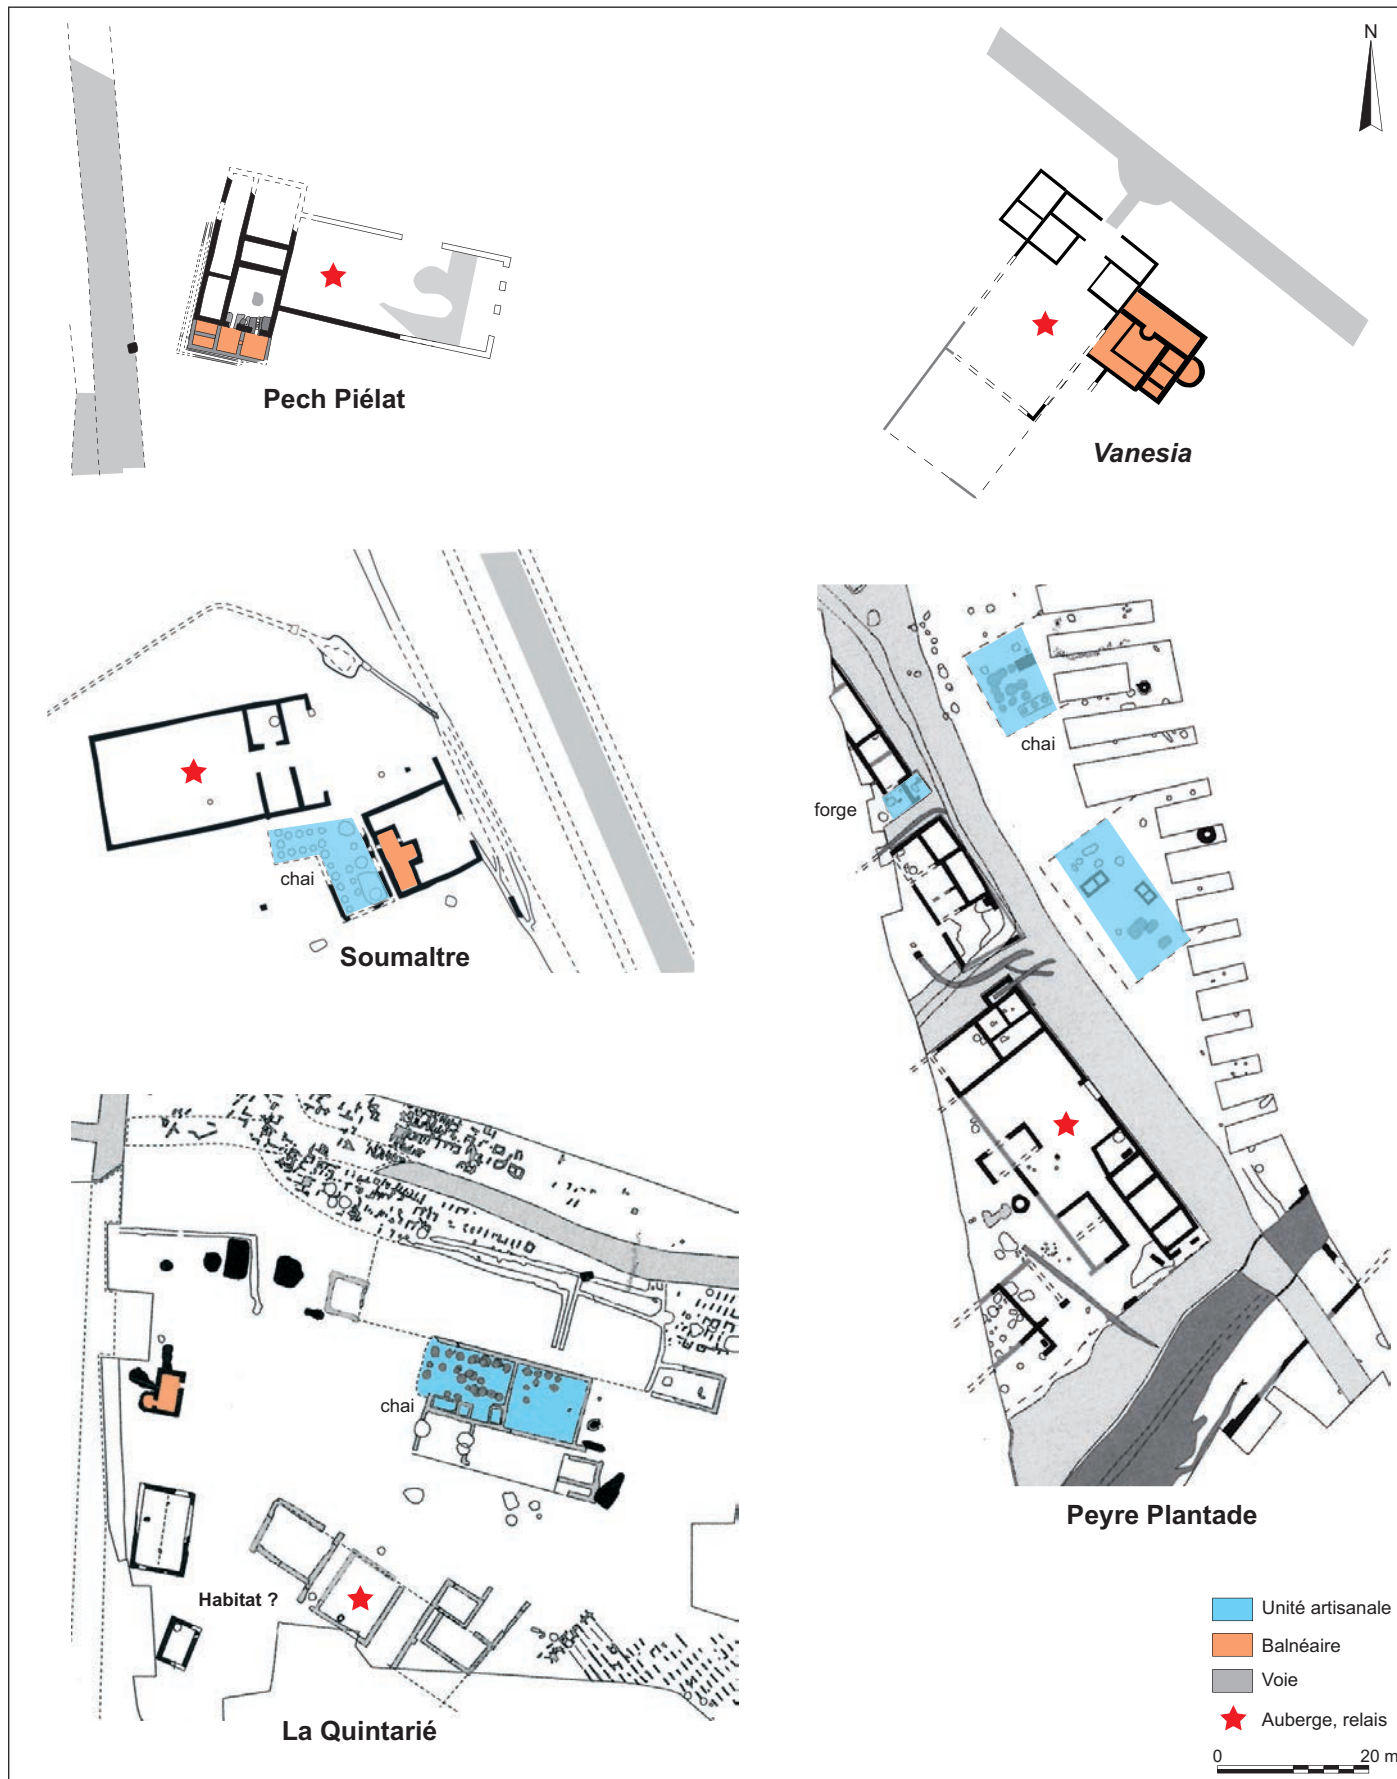 N
Pech Piélat
Vanesia
chai
Soumaltre
chai
forge
chai
Habitat ?
La Quintarié
Peyre Plantade
Unité artisanale
Balnéaire
Voie
Auberge, relais
0 20 m